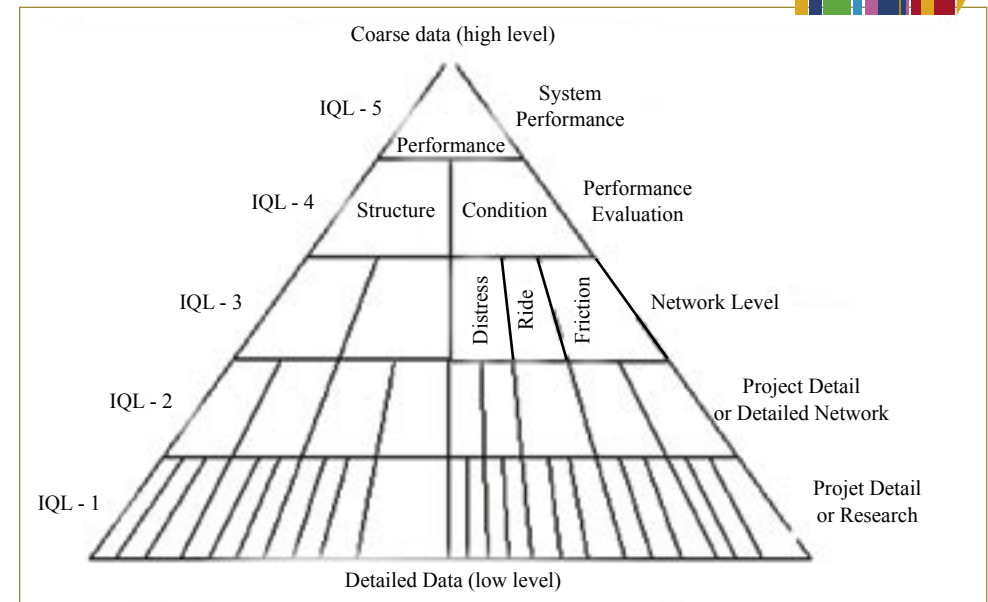 Coarse data (high level)
IQL - 5
System
Performance
Performance
IQL - 4
Structure
Condition
Performance
Evaluation
IQL - 3
Distress
Ride
Friction
Network Level
IQL - 2
Project Detail
or Detailed Network
IQL - 1
Projet Detail
or Research
Detailed Data (low level)